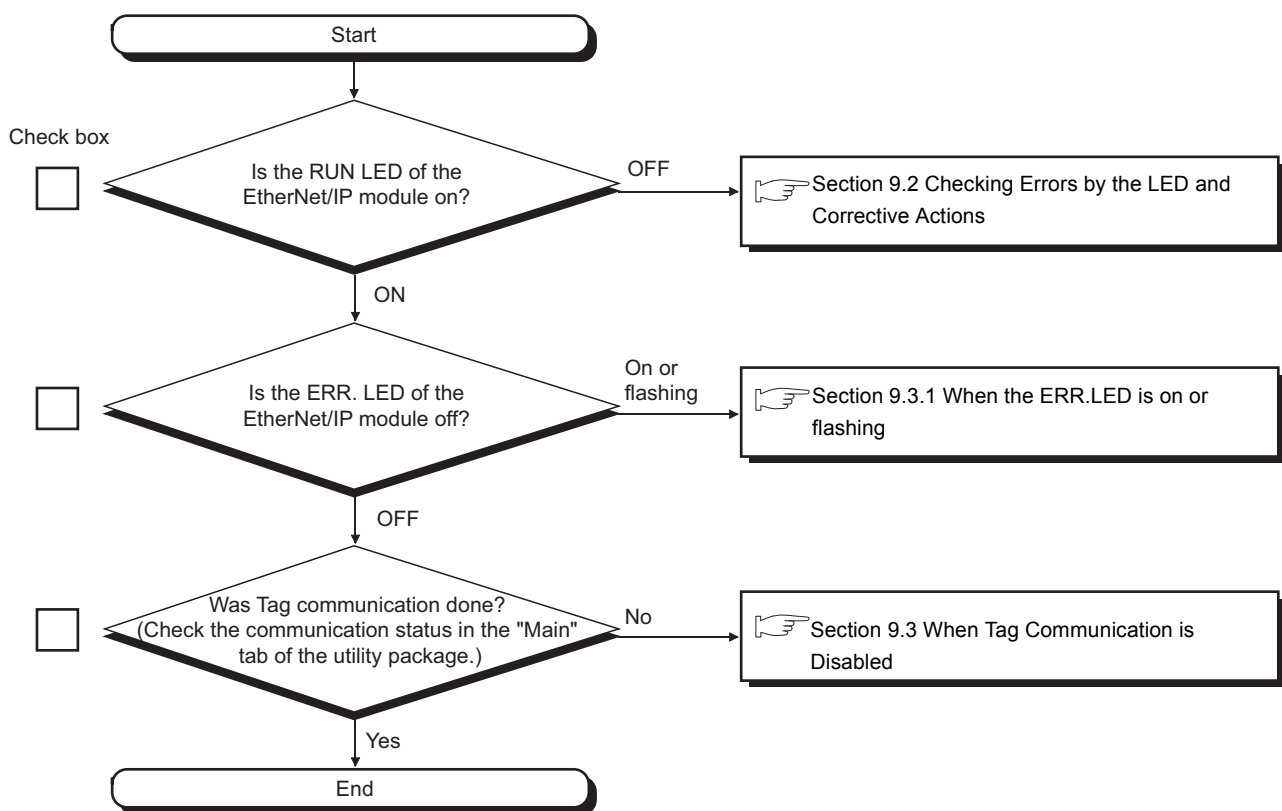 Start
Check box
Is the RUN LED of the
EtherNet/IP module on?
OFF
Section 9.2 Checking Errors by the LED and
Corrective Actions
ON
Is the ERR. LED of the
EtherNet/IP module off?
On or
flashing
Section 9.3.1 When the ERR.LED is on or
flashing
OFF
Was Tag communication done?
(Check the communication status in the "Main"
tab of the utility package.)
No
Section 9.3 When Tag Communication is
Disabled
Yes
End